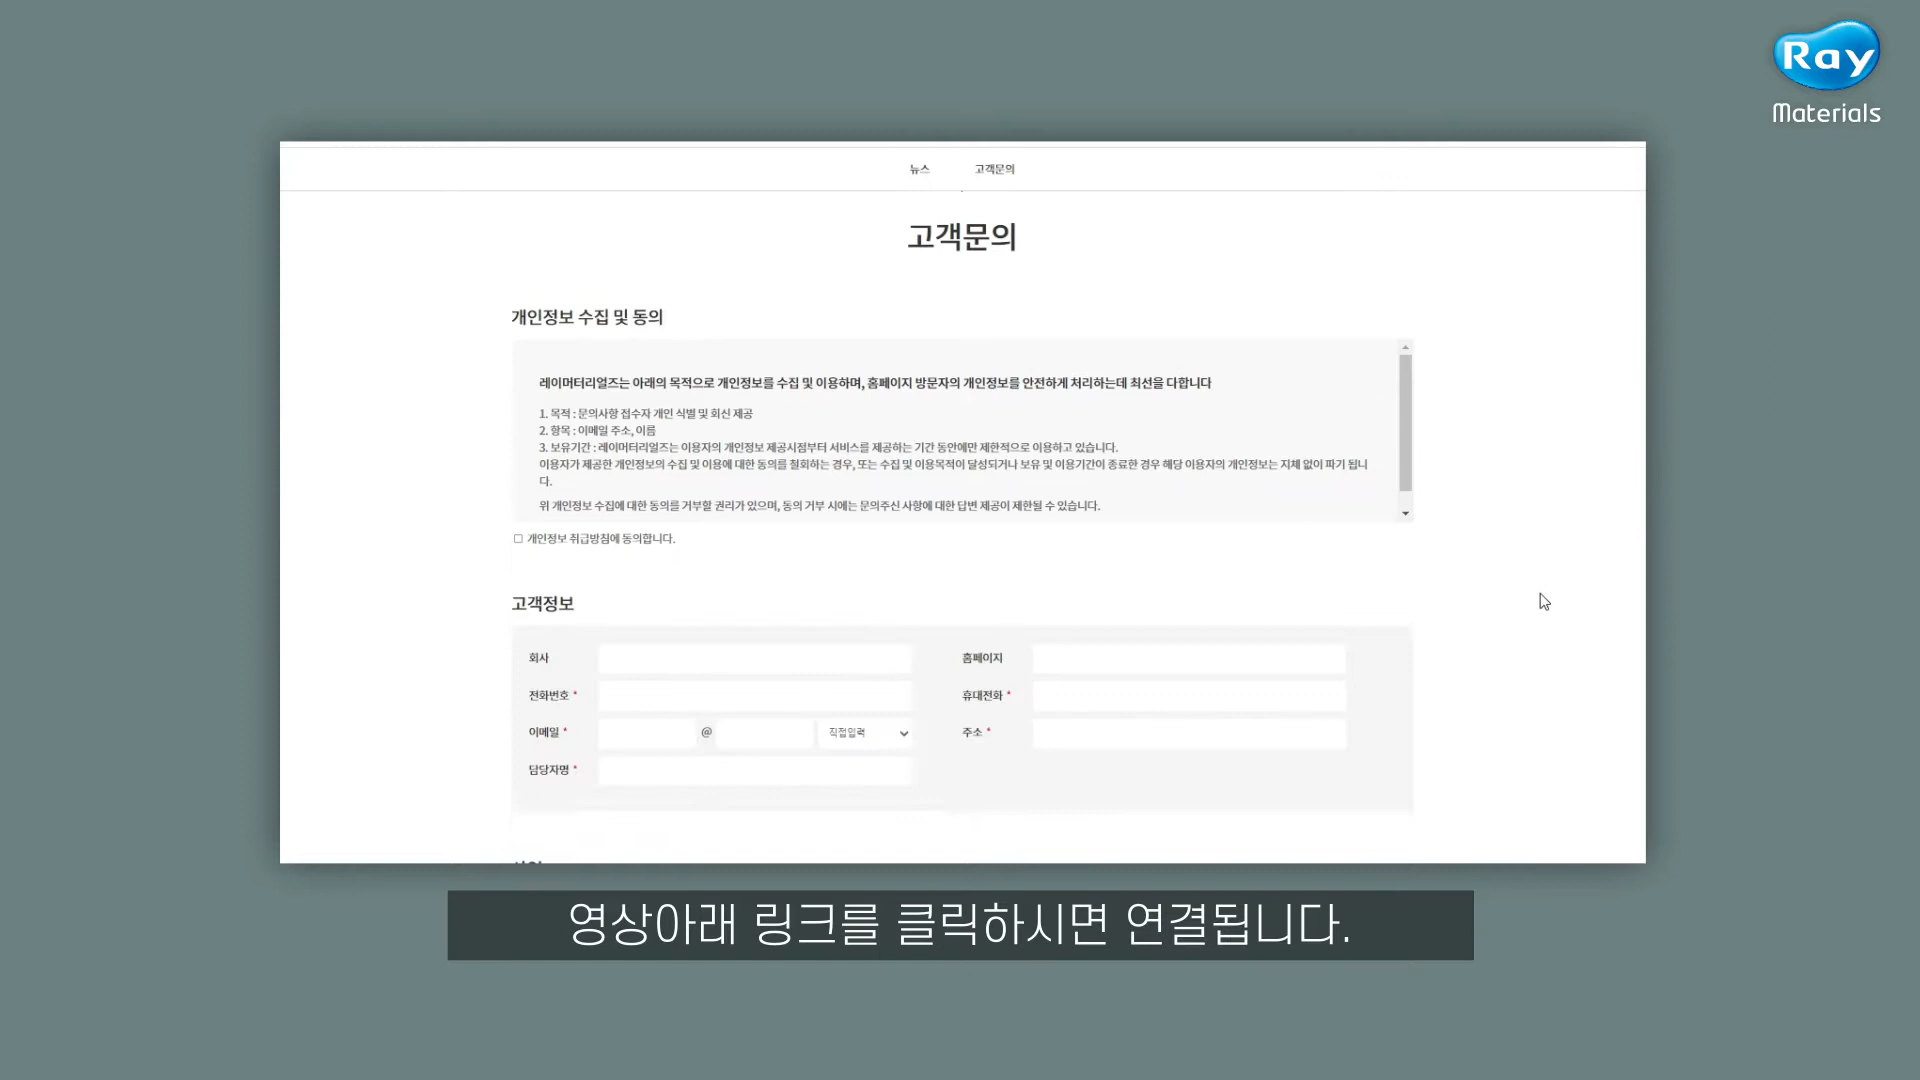 Ray
Materials
뉴스 고객문의
고객문의
개인정보 수집 및 동의
레이머터리얼즈는 아래의 목적으로 개인정보를 수집 및 이용하며, 홈페이지 방문자의 개인정보를 안전하게 처리하는데 최선을 다합니다
1. 목적 : 문의사항 접수자 개인 식별 및 회신 제공
2. 항목 : 이메일 주소, 이름
3. 보유기간 : 레이머터리얼즈는 이용자의 개인정보 제공시점부터 서비스를 제공하는 기간 동안에만 제한적으로 이용하고 있습니다.
이용자가 제공한 개인정보의 수집 및 이용에 대한 동의를 철회하는 경우, 또는 수집 및 이용목적이 달성되거나 보유 및 이용기간이 종료한 경우 해당 이용자의 개인정보는 지체 없이 파기 됩니
다.
위 개인정보 수집에 대한 동의를 거부할 권리가 있으며, 동의 거부 시에는 문의주신 사항에 대한 답변 제공이 제한될 수 있습니다.
개인정보 취급방침에 동의합니다.
고객정보
회사 홈페이지
전화번호 * 휴대전화 *
이메일 * @ 직접입력 주소 *
담당자명 *
영상아래 링크를 클릭하시면 연결됩니다.